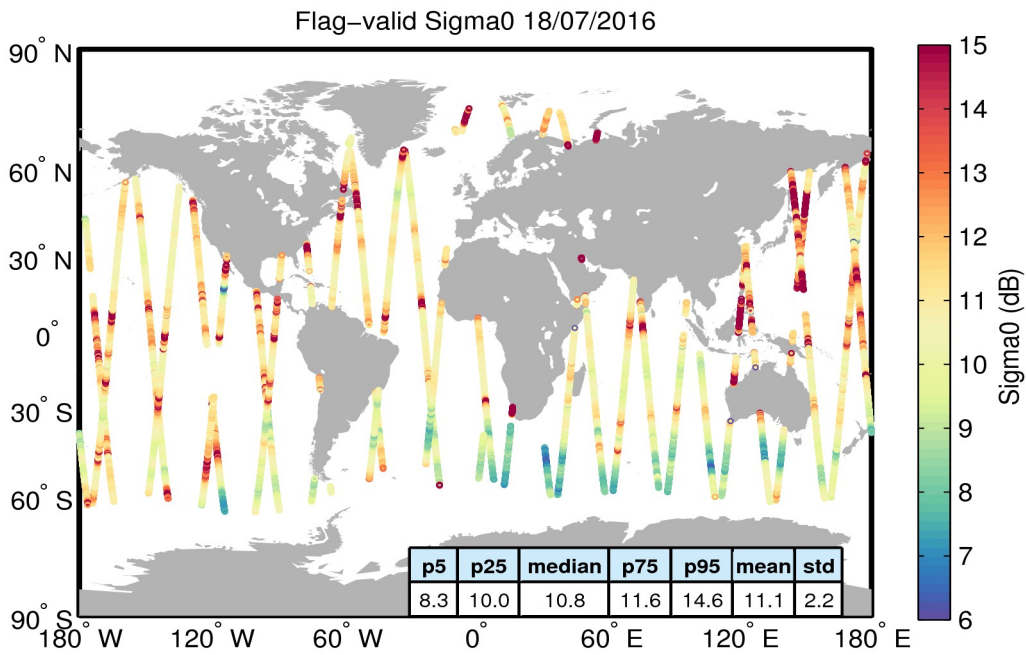 Flag−valid Sigma0 18/07/2016
90° N
60° N
30° N
0°
30° S
60° S
90° S
180° W
120° W
60° W
0°
60° E
120° E
180° E
p5 p25 median p75 p95 mean std
8.3 10.0 10.8 11.6 14.6 11.1 2.2
15
14
13
12
11
10
9
8
7
6
Sigma0 (dB)